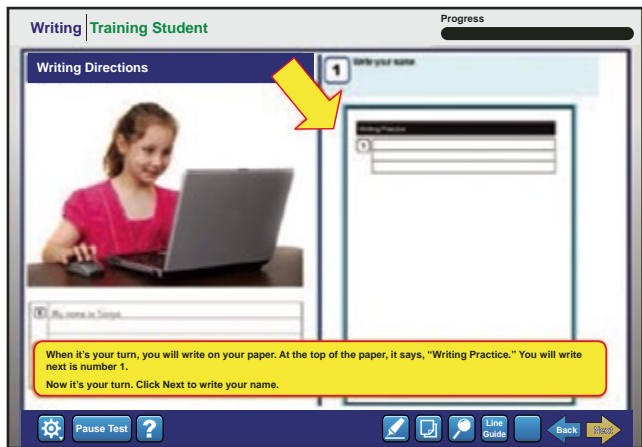 Writing Training Student
Progress
Writing Directions
1 Write your name
Writing Practice
1
My name is Sonya.
When it's your turn, you will write on your paper. At the top of the paper, it says, “Writing Practice.” You will write
next is number 1.
Now it's your turn. Click Next to write your name.
Pause Test ?
Line
Guide
Back Next